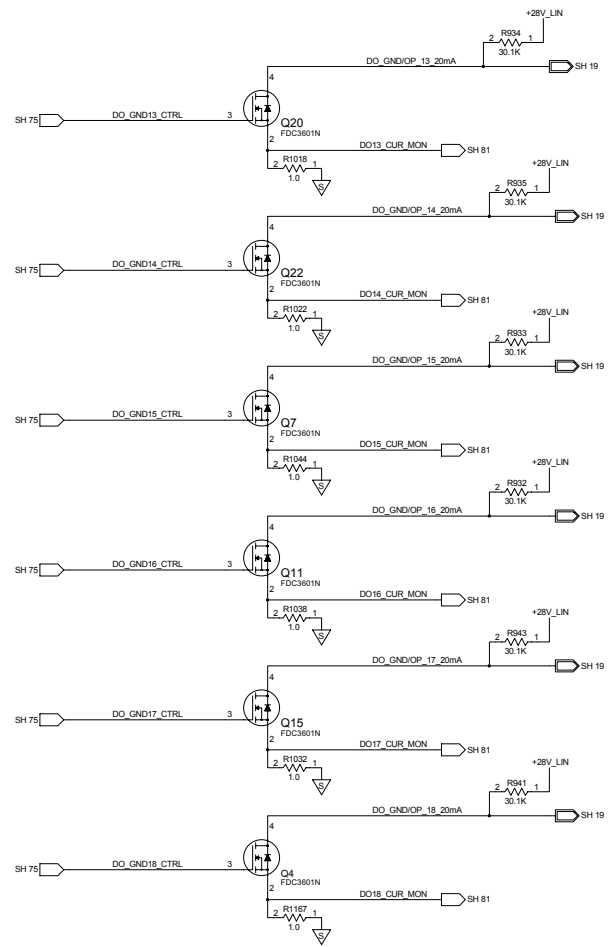 +28V_LIN
R934
2 1
30.1K
DO_GND/OP_13_20mA
SH 19
4
SH 75 DO_GND13_CTRL 3
Q20
FDC3601N
2 DO13_CUR_MON SH 81
R1018
2 1
1.0
S
+28V_LIN
R935
2 1
30.1K
DO_GND/OP_14_20mA
SH 19
4
SH 75 DO_GND14_CTRL 3
Q22
FDC3601N
2 DO14_CUR_MON SH 81
R1022
2 1
1.0
S
+28V_LIN
R933
2 1
30.1K
DO_GND/OP_15_20mA
SH 19
4
SH 75 DO_GND15_CTRL 3
Q7
FDC3601N
2 DO15_CUR_MON SH 81
R1044
2 1
1.0
S
+28V_LIN
R932
2 1
30.1K
DO_GND/OP_16_20mA
SH 19
4
SH 75 DO_GND16_CTRL 3
Q11
FDC3601N
2 DO16_CUR_MON SH 81
R1038
2 1
1.0
S
+28V_LIN
R943
2 1
30.1K
DO_GND/OP_17_20mA
SH 19
4
SH 75 DO_GND17_CTRL 3
Q15
FDC3601N
2 DO17_CUR_MON SH 81
R1032
2 1
1.0
S
+28V_LIN
R941
2 1
30.1K
DO_GND/OP_18_20mA
SH 19
4
SH 75 DO_GND18_CTRL 3
Q4
FDC3601N
2 DO18_CUR_MON SH 81
R1167
2 1
1.0
S